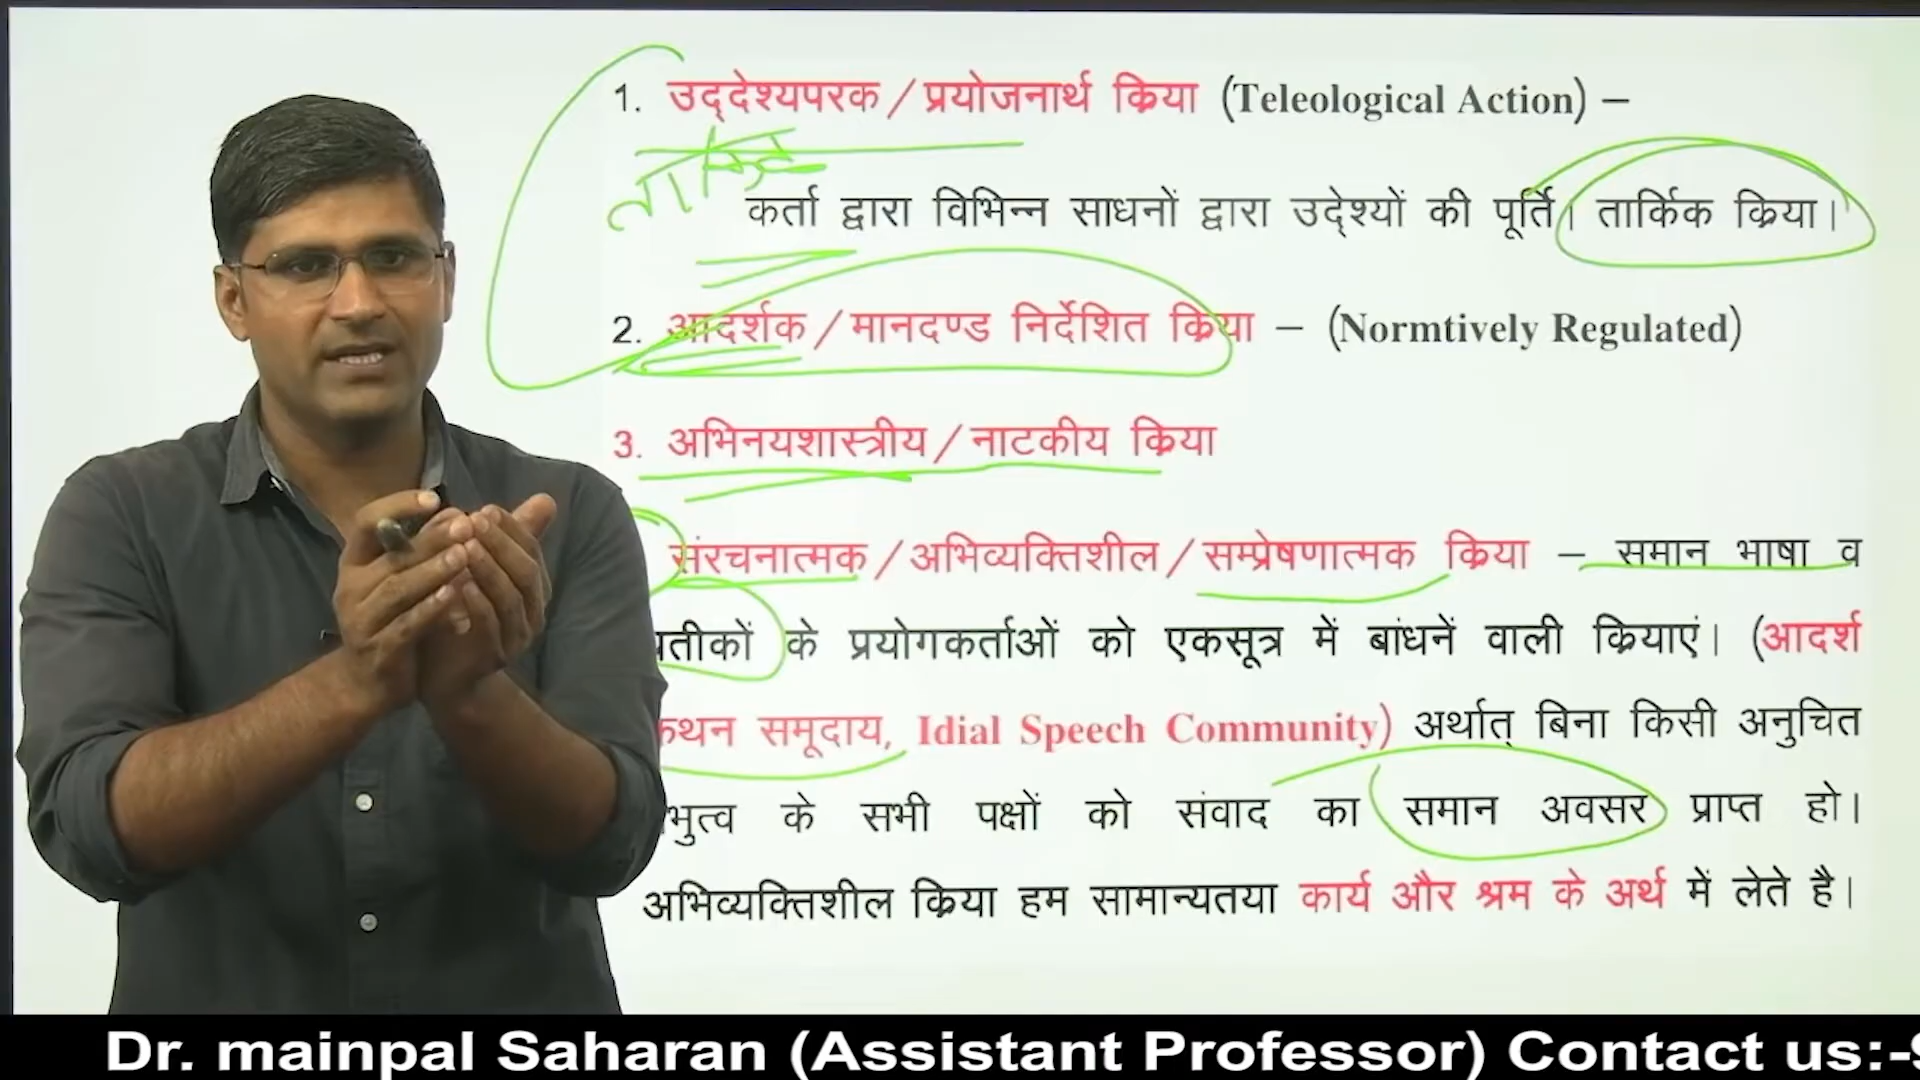 1. उद्देश्यपरक / प्रयोजनार्थ क्रिया (Teleological Action) –
कर्ता द्वारा विभिन्न साधनों द्वारा उदे्श्यों की पूर्ति। तार्किक क्रिया।
2. आदर्शक / मानदण्ड निर्देशित क्रिया – (Normtively Regulated)
3. अभिनयशास्त्रीय / नाटकीय क्रिया
संरचनात्मक / अभिव्यक्तिशील / सम्प्रेषणात्मक क्रिया – समान भाषा व
के प्रयोगकर्ताओं को एकसूत्र में बांधनें वाली क्रियाएं। (आदर्श
कथन समूदाय, Idial Speech Community) अर्थात् बिना किसी अनुचित
के सभी पक्षों को संवाद का समान अवसर प्राप्त हो।
अभिव्यक्तिशील क्रिया हम सामान्यतया कार्य और श्रम के अर्थ में लेते है।
Dr. mainpal Saharan (Assistant Professor) Contact us:-9